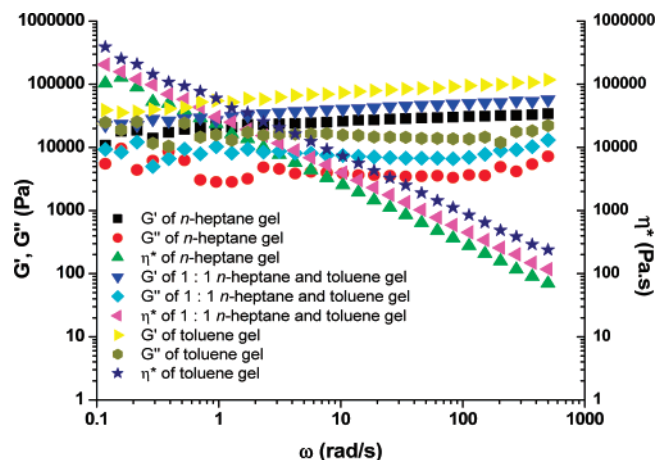 1000000
100000
10000
1000
100
10
1
G', G'' (Pa)
1000000
100000
10000
1000
100
10
1
η* (Pa.s)
G' of n-heptane gel
G'' of n-heptane gel
η* of n-heptane gel
G' of 1 : 1 n-heptane and toluene gel
G'' of 1 : 1 n-heptane and toluene gel
η* of 1 : 1 n-heptane and toluene gel
G' of toluene gel
G'' of toluene gel
η* of toluene gel
0.1 1 10 100 1000
ω (rad/s)